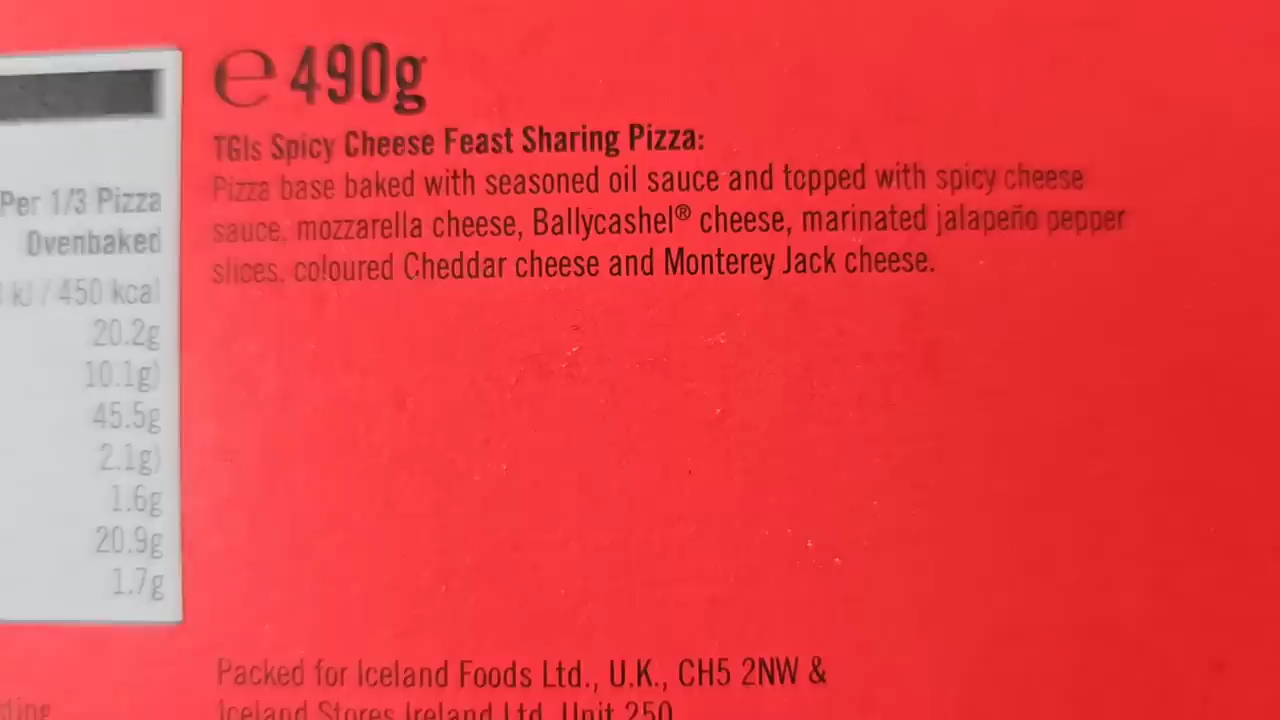 ℮ 490g
TGIs Spicy Cheese Feast Sharing Pizza:
Pizza base baked with seasoned oil sauce and topped with spicy cheese
sauce, mozzarella cheese, Ballycashel® cheese, marinated jalapeño pepper
slices, coloured Cheddar cheese and Monterey Jack cheese.
Per 1/3 Pizza
Ovenbaked
kJ / 450 kcal
20.2g
10.1g)
45.5g
2.1g)
1.6g
20.9g
1.7g
Packed for Iceland Foods Ltd., U.K., CH5 2NW &
Iceland Stores Ireland Ltd, Unit 250